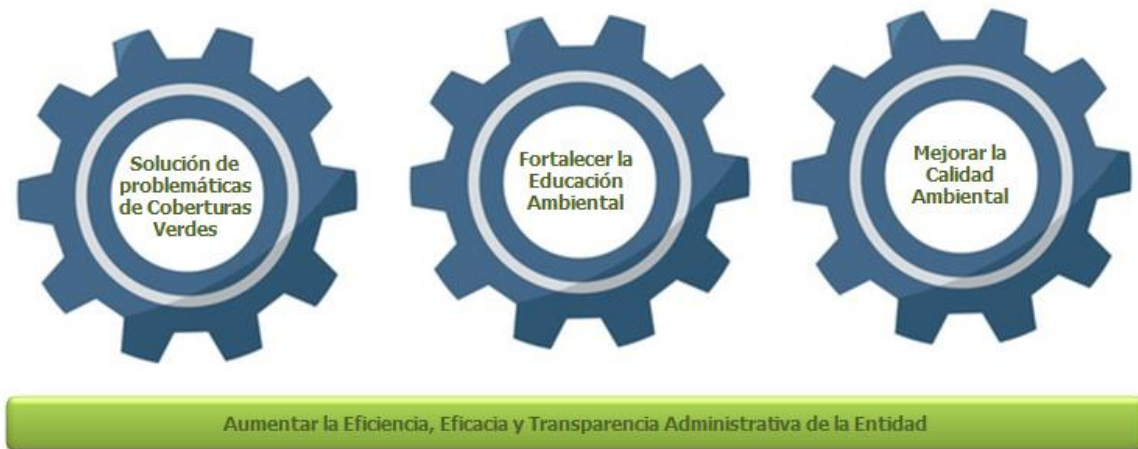 Solución de
problemáticas
de Coberturas
Verdes
Fortalecer la
Educación
Ambiental
Mejorar la
Calidad
Ambiental
Aumentar la Eficiencia, Eficacia y Transparencia Administrativa de la Entidad